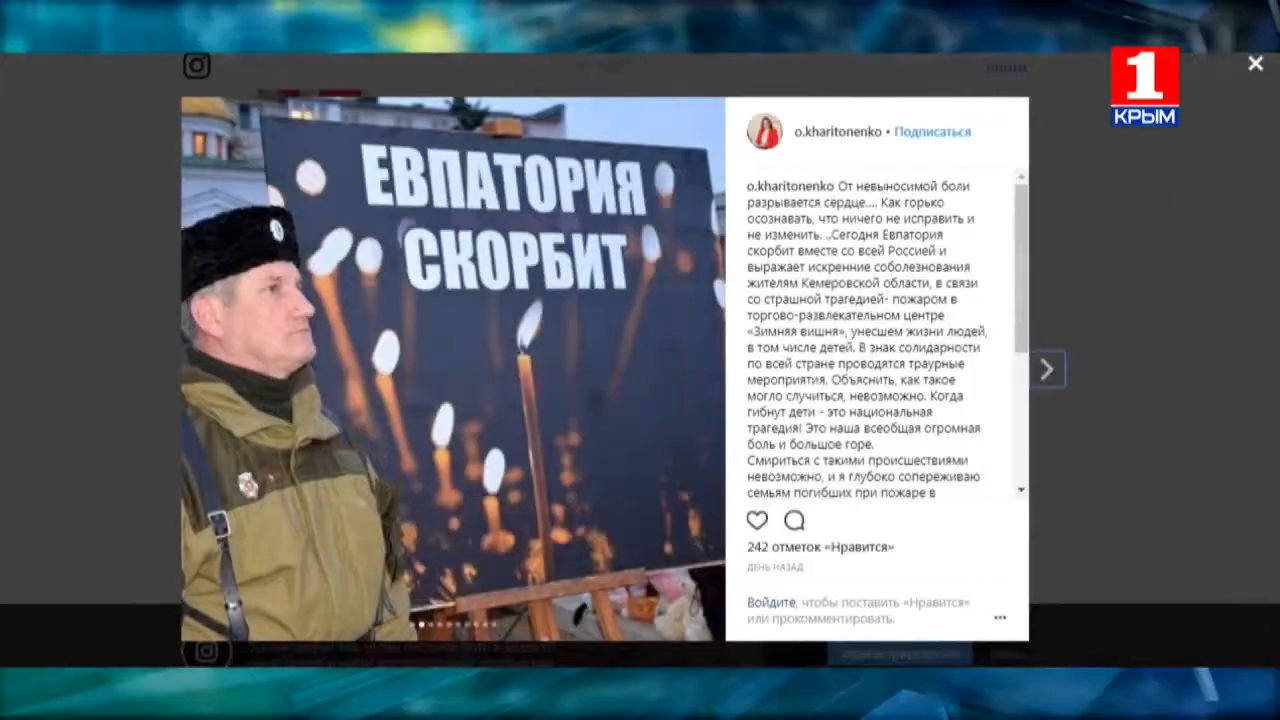 1
КРЫМ
ЕВПАТОРИЯ
СКОРБИТ
o.kharitonenko • Подписаться
o.kharitonenko От невыносимой боли
разрывается сердце.... Как горько
осознавать, что ничего не исправить и
не изменить. ..Сегодня Евпатория
скорбит вместе со всей Россией и
выражает искренние соболезнования
жителям Кемеровской области, в связи
со страшной трагедией- пожаром в
торгово-развлекательном центре
«Зимняя вишня», унесшем жизни людей,
в том числе детей. В знак солидарности
по всей стране проводятся траурные
мероприятия. Объяснить, как такое
могло случиться, невозможно. Когда
гибнут дети - это национальная
трагедия! Это наша всеобщая огромная
боль и большое горе.
Смириться с такими происшествиями
невозможно, и я глубоко сопереживаю
семьям погибших при пожаре в
242 отметок «Нравится»
ДЕНЬ НАЗАД
Войдите, чтобы поставить «Нравится»
или прокомментировать.